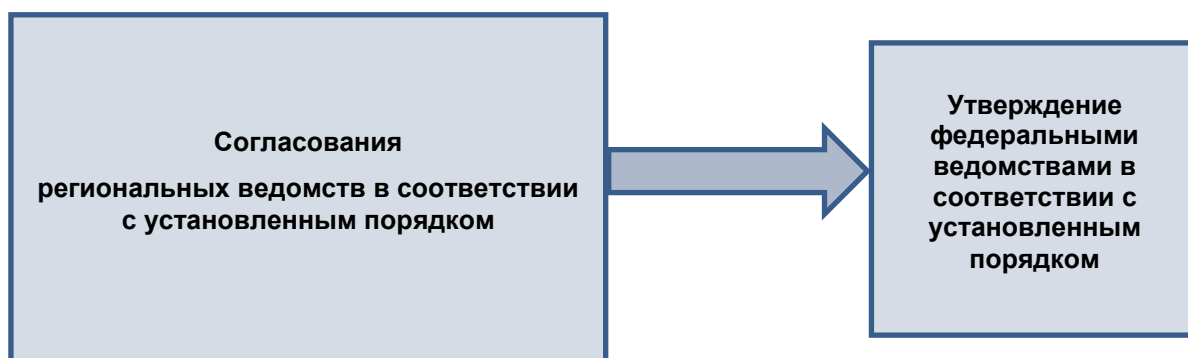 Согласования
региональных ведомств в соответствии
с установленным порядком
Утверждение
федеральными
ведомствами в
соответствии с
установленным
порядком